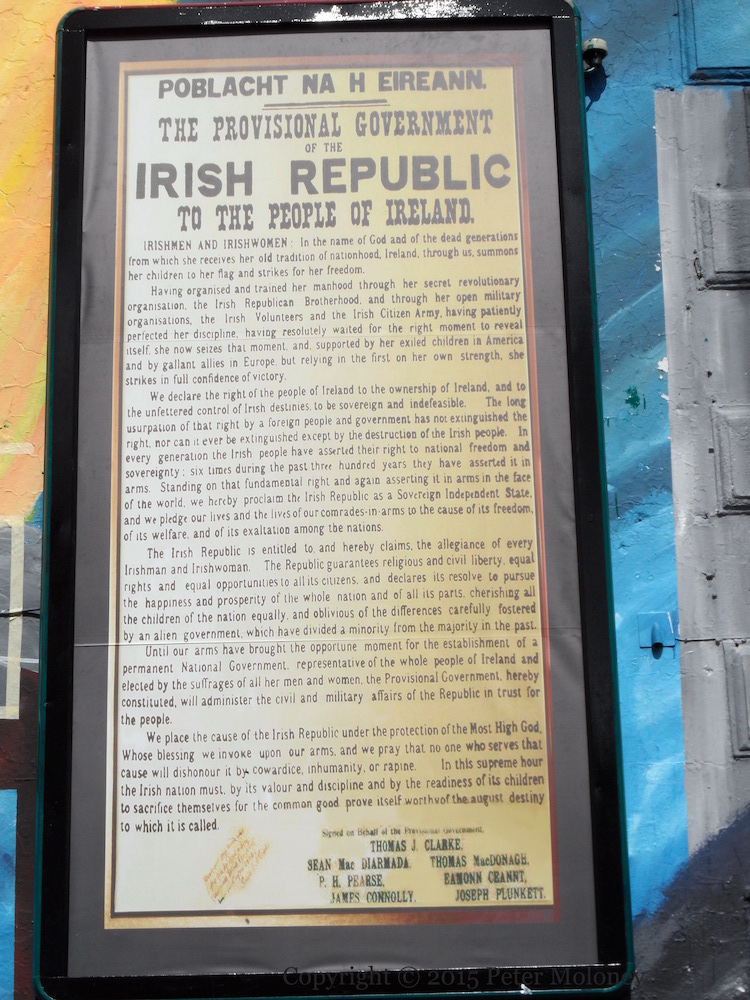 POBLACHT NA H EIREANN.
THE PROVISIONAL GOVERNMENT
OF THE
IRISH REPUBLIC
TO THE PEOPLE OF IRELAND.
IRISHMEN AND IRISHWOMEN: In the name of God and of the dead generations
from which she receives her old tradition of nationhood, Ireland, through us, summons
her children to her flag and strikes for her freedom.
Having organised and trained her manhood through her secret revolutionary
organisation, the Irish Republican Brotherhood, and through her open military
organisations, the Irish Volunteers and the Irish Citizen Army, having patiently
perfected her discipline, having resolutely waited for the right moment to reveal
itself, she now seizes that moment, and, supported by her exiled children in America
and by gallant allies in Europe, but relying in the first on her own strength, she
strikes in full confidence of victory.
We declare the right of the people of Ireland to the ownership of Ireland, and to
the unfettered control of Irish destinies, to be sovereign and indefeasible. The long
usurpation of that right by a foreign people and government has not extinguished the
right, nor can it ever be extinguished except by the destruction of the Irish people. In
every generation the Irish people have asserted their right to national freedom and
sovereignty; six times during the past three hundred years they have asserted it in
arms. Standing on that fundamental right and again asserting it in arms in the face
of the world, we hereby proclaim the Irish Republic as a Sovereign Independent State,
and we pledge our lives and the lives of our comrades-in-arms to the cause of its freedom,
of its welfare, and of its exaltation among the nations.
The Irish Republic is entitled to, and hereby claims, the allegiance of every
Irishman and Irishwoman. The Republic guarantees religious and civil liberty, equal
rights and equal opportunities to all its citizens, and declares its resolve to pursue
the happiness and prosperity of the whole nation and of all its parts, cherishing all
the children of the nation equally, and oblivious of the differences carefully fostered
by an alien government, which have divided a minority from the majority in the past.
Until our arms have brought the opportune moment for the establishment of a
permanent National Government, representative of the whole people of Ireland and
elected by the suffrages of all her men and women, the Provisional Government, hereby
constituted, will administer the civil and military affairs of the Republic in trust for
the people.
We place the cause of the Irish Republic under the protection of the Most High God,
Whose blessing we invoke upon our arms, and we pray that no one who serves that
cause will dishonour it by cowardice, inhumanity, or rapine. In this supreme hour
the Irish nation must, by its valour and discipline and by the readiness of its children
to sacrifice themselves for the common good, prove itself worthy of the august destiny
to which it is called.
Signed on Behalf of the Provisional Government,
THOMAS J. CLARKE,
SEAN Mac DIARMADA, THOMAS MacDONAGH,
P. H. PEARSE, EAMONN CEANNT,
JAMES CONNOLLY, JOSEPH PLUNKETT.
Copyright © 2015 Peter Moloney